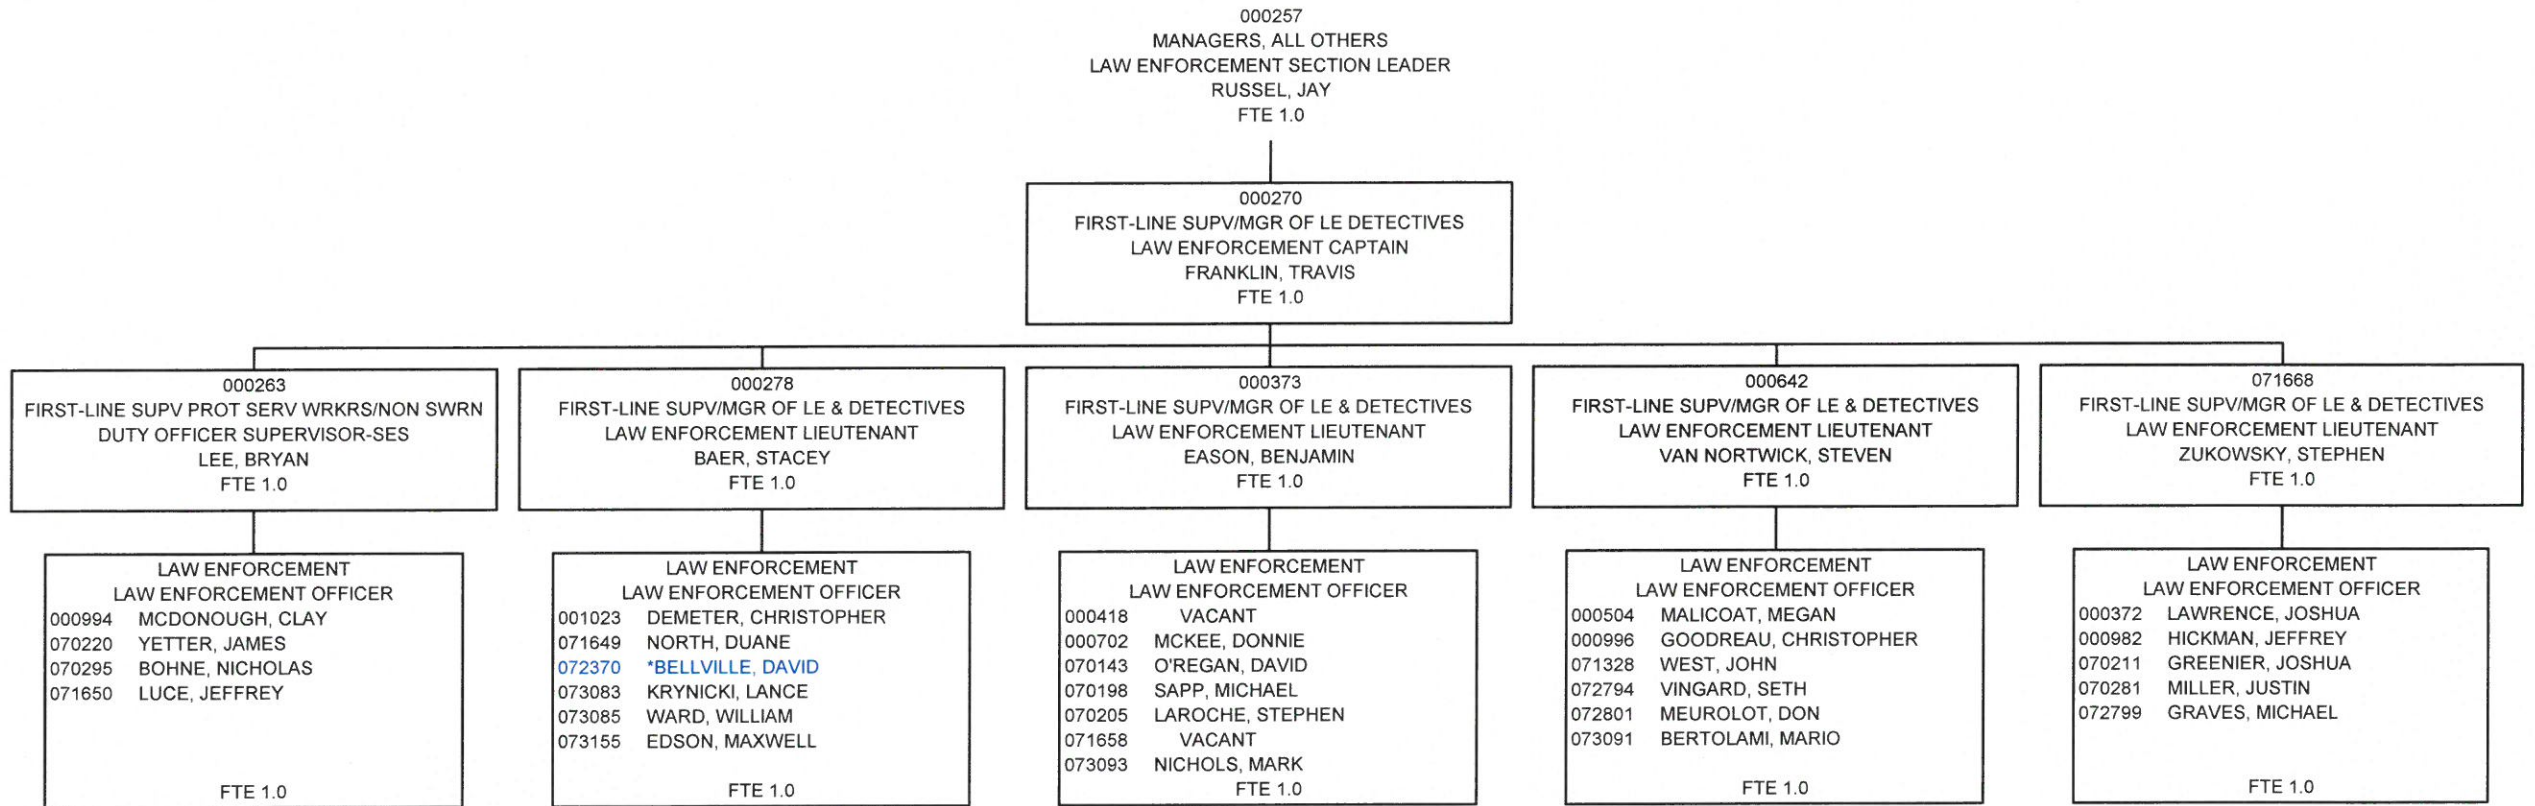 000257
MANAGERS, ALL OTHERS
LAW ENFORCEMENT SECTION LEADER
RUSSEL, JAY
FTE 1.0
000270
FIRST-LINE SUPV/MGR OF LE DETECTIVES
LAW ENFORCEMENT CAPTAIN
FRANKLIN, TRAVIS
FTE 1.0
000263
FIRST-LINE SUPV PROT SERV WRKRS/NON SWRN
DUTY OFFICER SUPERVISOR-SES
LEE, BRYAN
FTE 1.0
000278
FIRST-LINE SUPV/MGR OF LE & DETECTIVES
LAW ENFORCEMENT LIEUTENANT
BAER, STACEY
FTE 1.0
000373
FIRST-LINE SUPV/MGR OF LE & DETECTIVES
LAW ENFORCEMENT LIEUTENANT
EASON, BENJAMIN
FTE 1.0
000642
FIRST-LINE SUPV/MGR OF LE & DETECTIVES
LAW ENFORCEMENT LIEUTENANT
VAN NORTWICK, STEVEN
FTE 1.0
071668
FIRST-LINE SUPV/MGR OF LE & DETECTIVES
LAW ENFORCEMENT LIEUTENANT
ZUKOWSKY, STEPHEN
FTE 1.0
LAW ENFORCEMENT
LAW ENFORCEMENT OFFICER
000994 MCDONOUGH, CLAY
070220 YETTER, JAMES
070295 BOHNE, NICHOLAS
071650 LUCE, JEFFREY
FTE 1.0
LAW ENFORCEMENT
LAW ENFORCEMENT OFFICER
001023 DEMETER, CHRISTOPHER
071649 NORTH, DUANE
072370 *BELLVILLE, DAVID
073083 KRYNICKI, LANCE
073085 WARD, WILLIAM
073155 EDSON, MAXWELL
FTE 1.0
LAW ENFORCEMENT
LAW ENFORCEMENT OFFICER
000418 VACANT
000702 MCKEE, DONNIE
070143 O'REGAN, DAVID
070198 SAPP, MICHAEL
070205 LAROCHE, STEPHEN
071658 VACANT
073093 NICHOLS, MARK
FTE 1.0
LAW ENFORCEMENT
LAW ENFORCEMENT OFFICER
000504 MALICOAT, MEGAN
000996 GOODREAU, CHRISTOPHER
071328 WEST, JOHN
072794 VINGARD, SETH
072801 MEUROLOT, DON
073091 BERTOLAMI, MARIO
FTE 1.0
LAW ENFORCEMENT
LAW ENFORCEMENT OFFICER
000372 LAWRENCE, JOSHUA
000982 HICKMAN, JEFFREY
070211 GREENIER, JOSHUA
070281 MILLER, JUSTIN
072799 GRAVES, MICHAEL
FTE 1.0